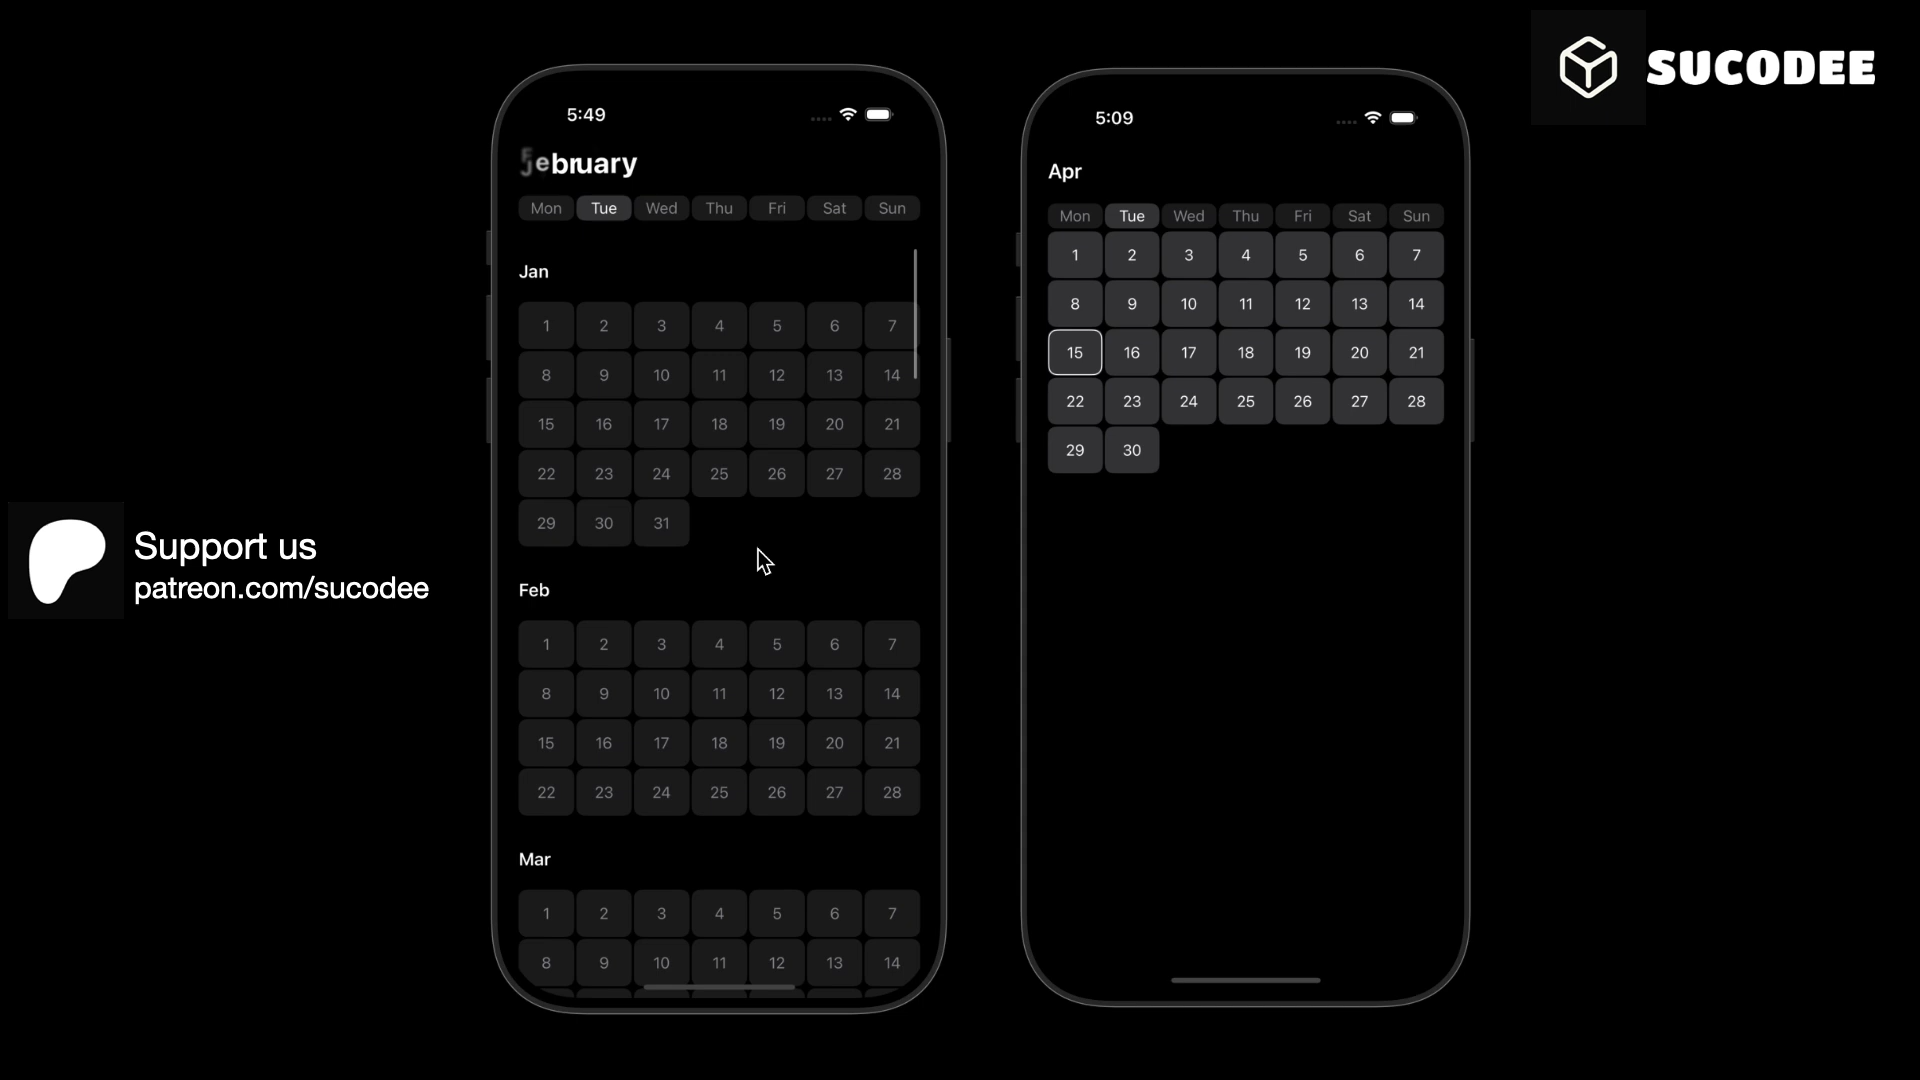 SUCODEE
5:49
February
Mon Tue Wed Thu Fri Sat Sun
Jan
1 2 3 4 5 6 7
8 9 10 11 12 13 14
15 16 17 18 19 20 21
22 23 24 25 26 27 28
29 30 31
Feb
1 2 3 4 5 6 7
8 9 10 11 12 13 14
15 16 17 18 19 20 21
22 23 24 25 26 27 28
Mar
1 2 3 4 5 6 7
8 9 10 11 12 13 14
5:09
Apr
Mon Tue Wed Thu Fri Sat Sun
1 2 3 4 5 6 7
8 9 10 11 12 13 14
15 16 17 18 19 20 21
22 23 24 25 26 27 28
29 30
Support us
patreon.com/sucodee